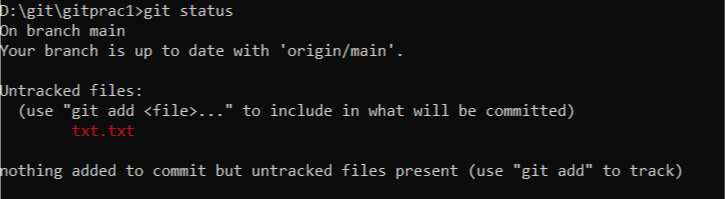 D:\git\gitprac1>git status
On branch main
Your branch is up to date with 'origin/main'.
Untracked files:
(use "git add <file>..." to include in what will be committed)
txt.txt
nothing added to commit but untracked files present (use "git add" to track)